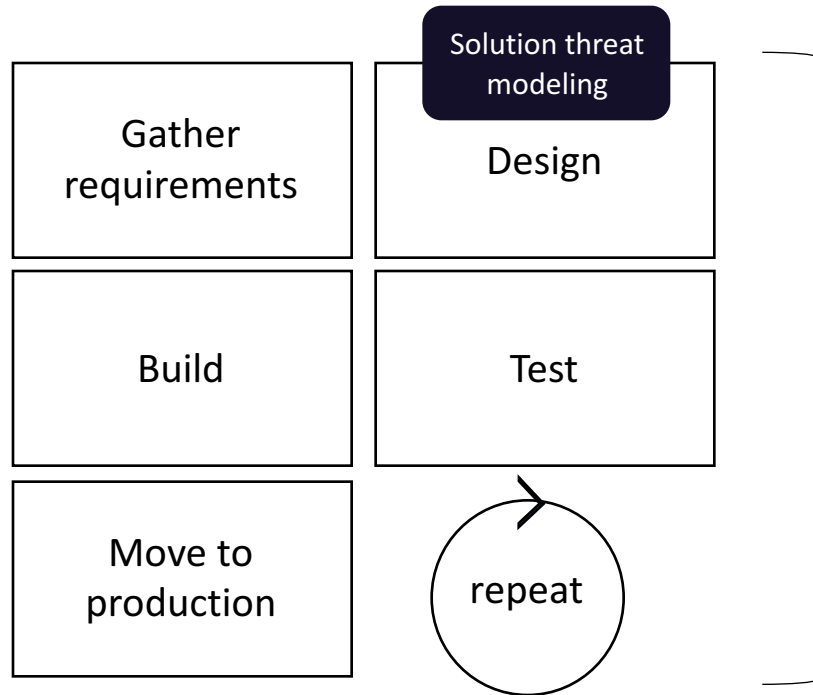 Solution threat
modeling
Gather
requirements
Design
Build
Test
Move to
production
repeat